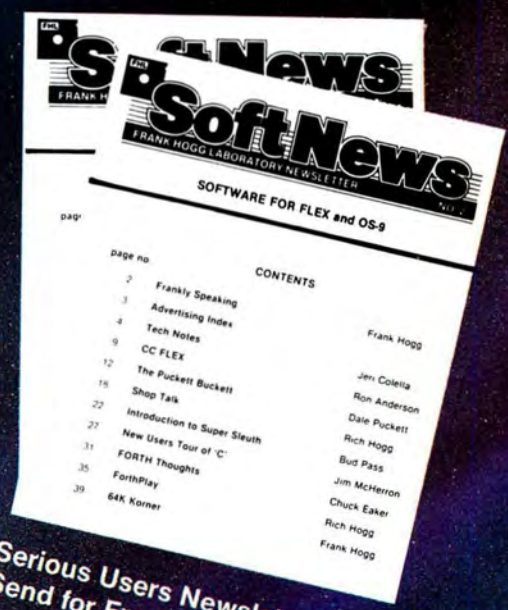 FHL
FRANK H
pag
FHL
SoftNews
FRANK HOGG LABORATORY NEWSLETTER
SOFTWARE FOR FLEX and OS-9
page no CONTENTS
2 Frankly Speaking Frank Hogg
3 Advertising Index
4 Tech Notes Jeri Coletta
9 CC FLEX Ron Anderson
12 The Puckett Buckett Dale Puckett
15 Shop Talk Rich Hogg
22 Introduction to Super Sleuth Bud Pass
27 New Users Tour of 'C' Jim McHerron
31 FORTH Thoughts Chuck Eaker
35 ForthPlay Rich Hogg
39 64K Korner Frank Hogg
Serious Users Newsl
Send for Fr